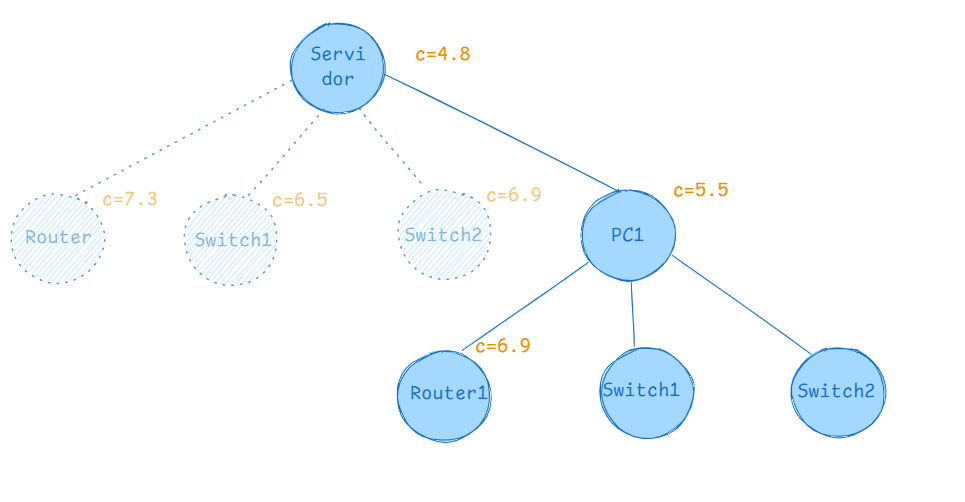 Servi
dor
c=4.8
c=7.3
c=6.5
c=6.9
c=5.5
Router
Switch1
Switch2
PC1
c=6.9
Router1
Switch1
Switch2